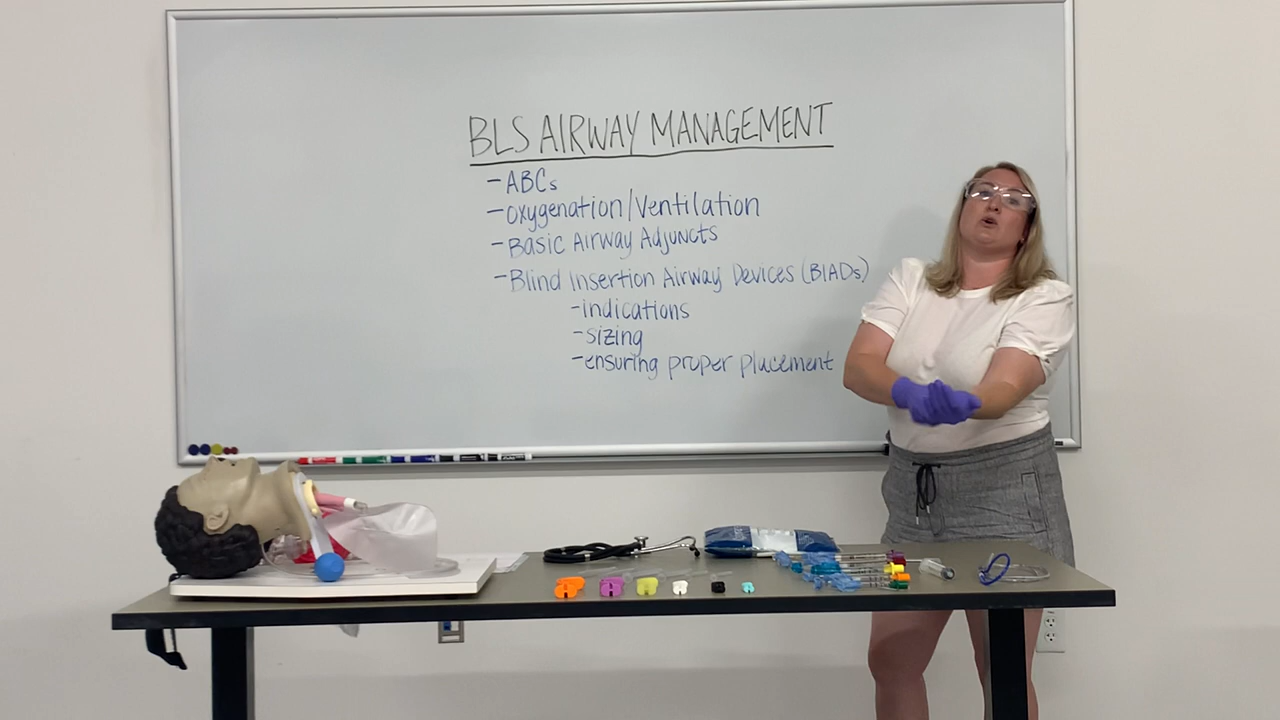 BLS AIRWAY MANAGEMENT
- ABCs
- Oxygenation/Ventilation
- Basic Airway Adjuncts
- Blind Insertion Airway Devices (BIADs)
- indications
- sizing
- ensuring proper placement